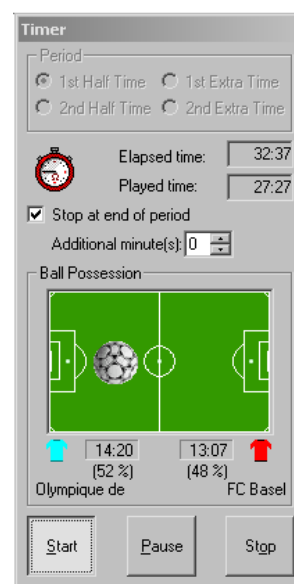 Timer
Period
1st Half Time 1st Extra Time
2nd Half Time 2nd Extra Time
Elapsed time: 32:37
Played time: 27:27
Stop at end of period
Additional minute(s): 0
Ball Possession
14:20 13:07
(52 %) (48 %)
Olympique de FC Basel
Start Pause Stop